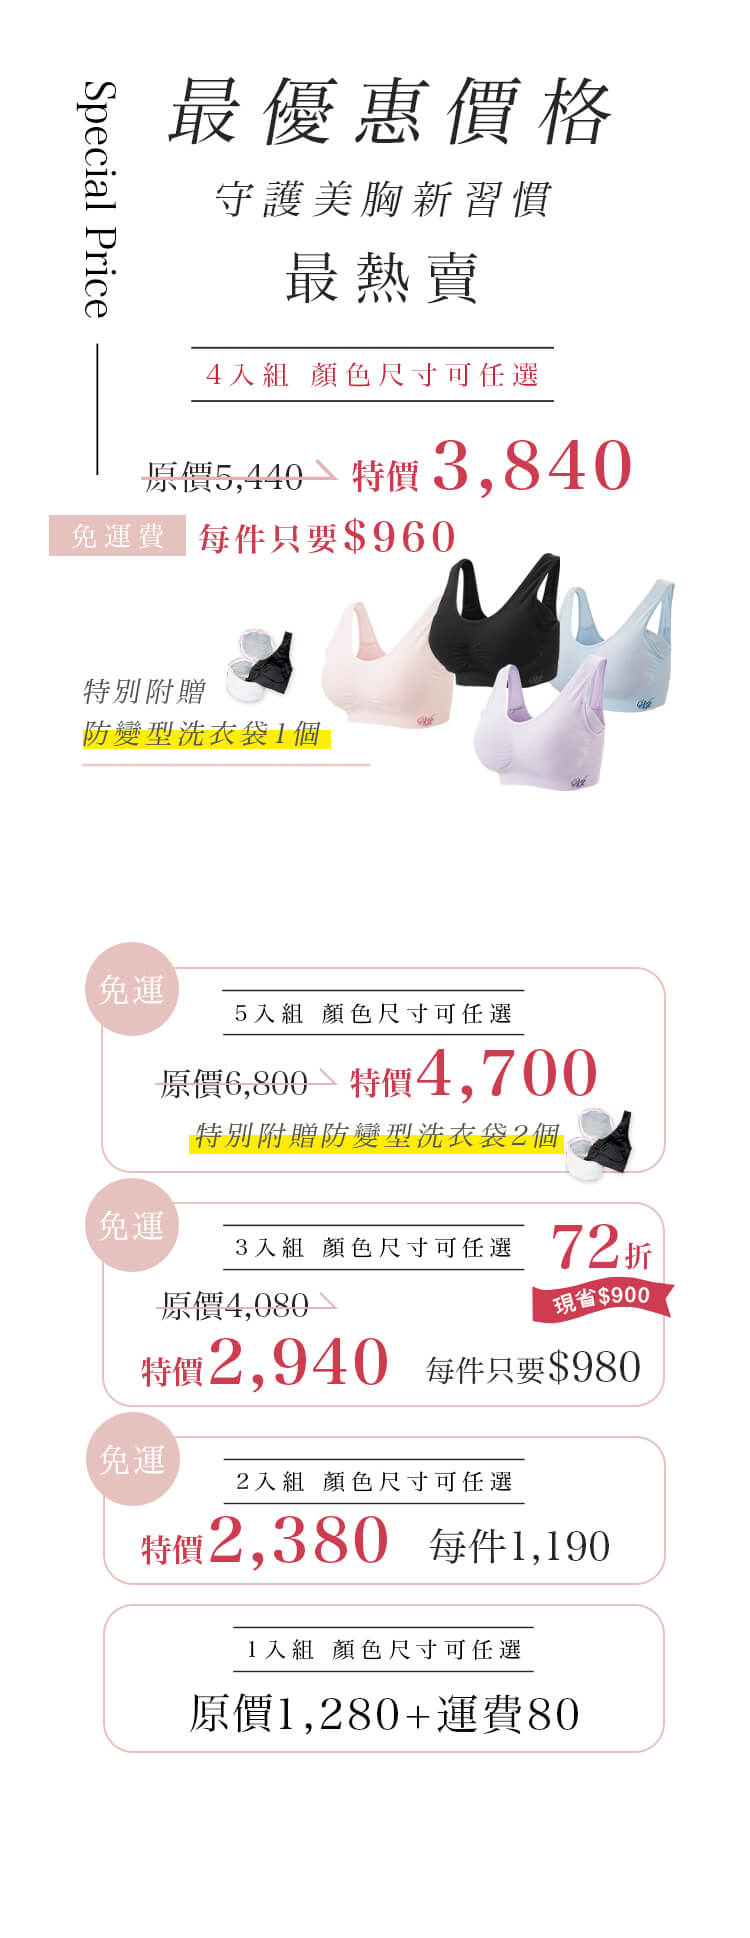 Special Price
最優惠價格
守護美胸新習慣
最熱賣
4入組 顏色尺寸可任選
原價5,440 特價3,840
免運費 每件只要$960
特別附贈
防變型洗衣袋1個
免運
5入組 顏色尺寸可任選
原價6,800 特價4,700
特別附贈防變型洗衣袋2個
免運
3入組 顏色尺寸可任選
72折
現省$900
原價4,080
特價2,940 每件只要$980
免運
2入組 顏色尺寸可任選
特價2,380 每件1,190
1入組 顏色尺寸可任選
原價1,280+運費80